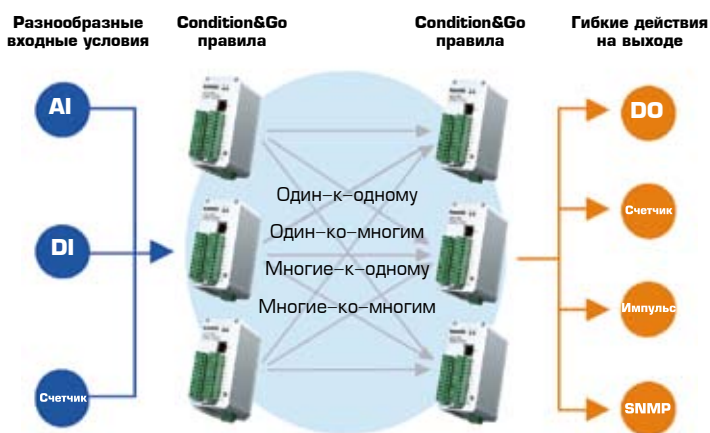 Разнообразные
входные условия
Condition&Go
правила
Condition&Go
правила
Гибкие действия
на выходе
AI
DI
Счетчик
Один-к-одному
Один-ко-многим
Многие-к-одному
Многие-ко-многим
DO
Счетчик
Импульс
SNMP